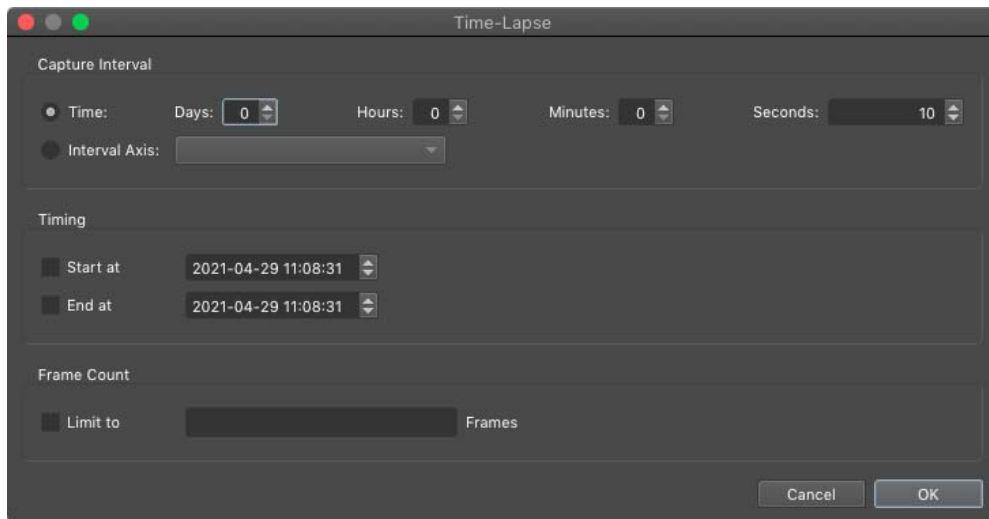 Time-Lapse
Capture Interval
Time: Days: 0 Hours: 0 Minutes: 0 Seconds: 10
Interval Axis:
Timing
Start at 2021-04-29 11:08:31
End at 2021-04-29 11:08:31
Frame Count
Limit to Frames
Cancel OK